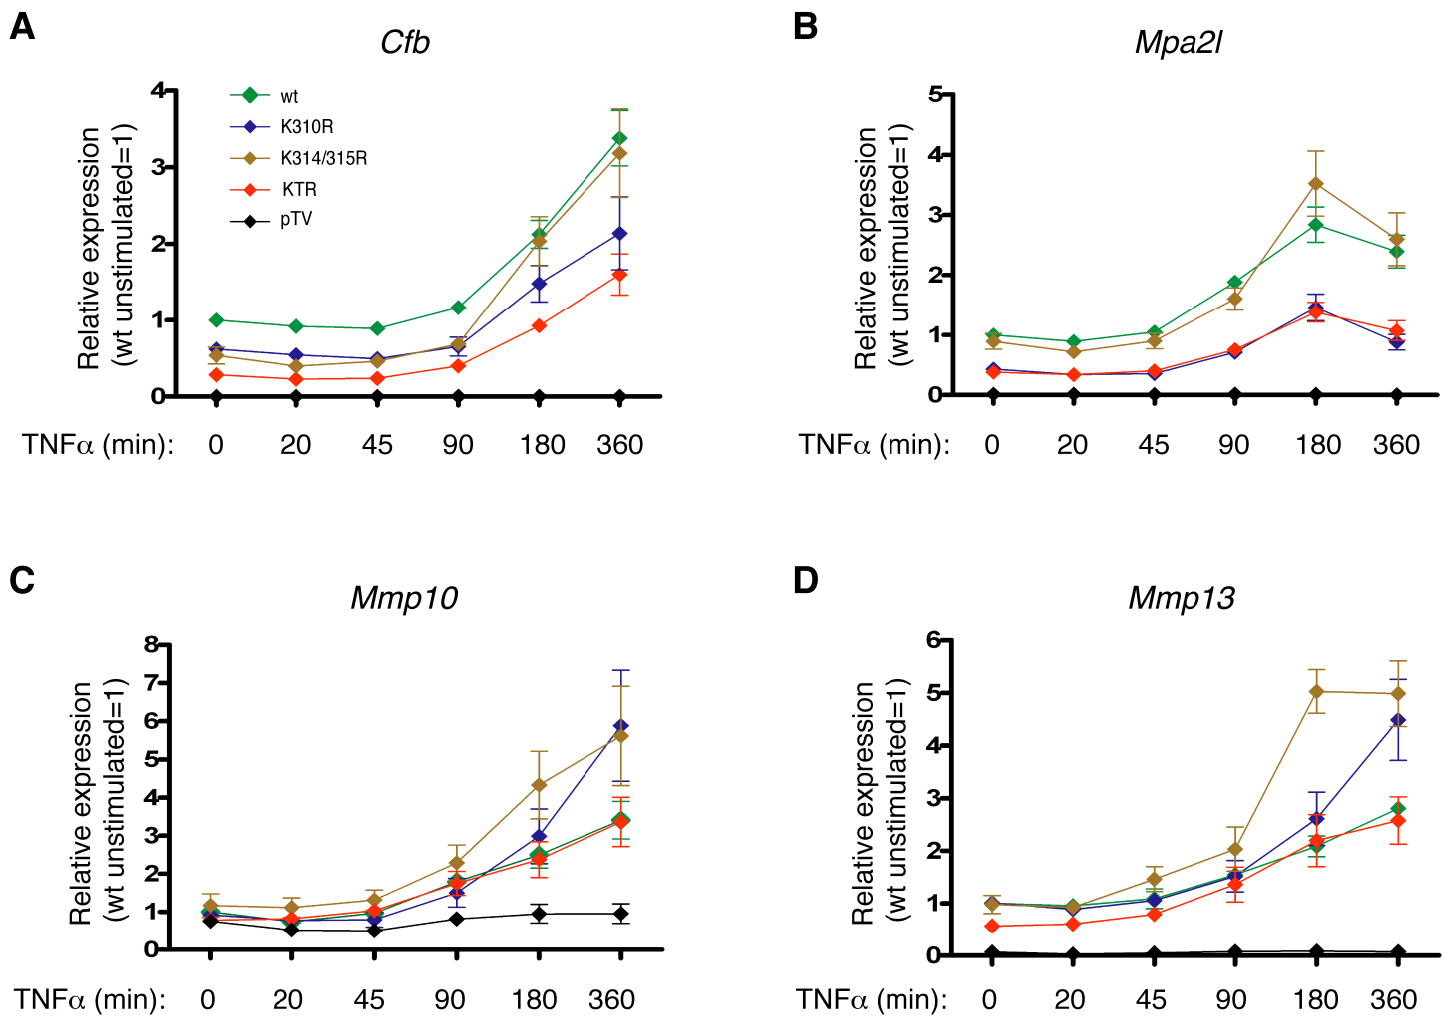 A
Cfb
4
3
2
1
0
Relative expression
(wt unstimulated=1)
wt
K310R
K314/315R
KTR
pTV
TNFα (min): 0 20 45 90 180 360
B
Mpa2l
5
4
3
2
1
0
Relative expression
(wt unstimulated=1)
TNFα (min): 0 20 45 90 180 360
C
Mmp10
8
7
6
5
4
3
2
1
0
Relative expression
(wt unstimulated=1)
TNFα (min): 0 20 45 90 180 360
D
Mmp13
6
5
4
3
2
1
0
Relative expression
(wt unstimulated=1)
TNFα (min): 0 20 45 90 180 360